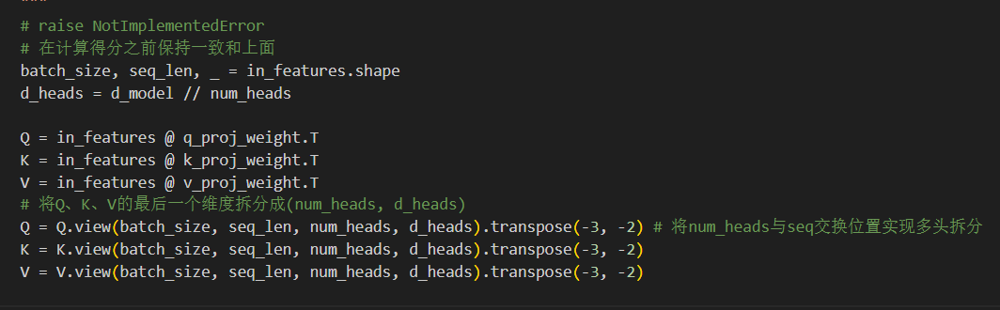 # raise NotImplementedError
# 在计算得分之前保持一致和上面
batch_size, seq_len, _ = in_features.shape
d_heads = d_model // num_heads
Q = in_features @ q_proj_weight.T
K = in_features @ k_proj_weight.T
V = in_features @ v_proj_weight.T
# 将Q、K、V的最后一个维度拆分成(num_heads, d_heads)
Q = Q.view(batch_size, seq_len, num_heads, d_heads).transpose(-3, -2) # 将num_heads与seq交换位置实现多头拆分
K = K.view(batch_size, seq_len, num_heads, d_heads).transpose(-3, -2)
V = V.view(batch_size, seq_len, num_heads, d_heads).transpose(-3, -2)